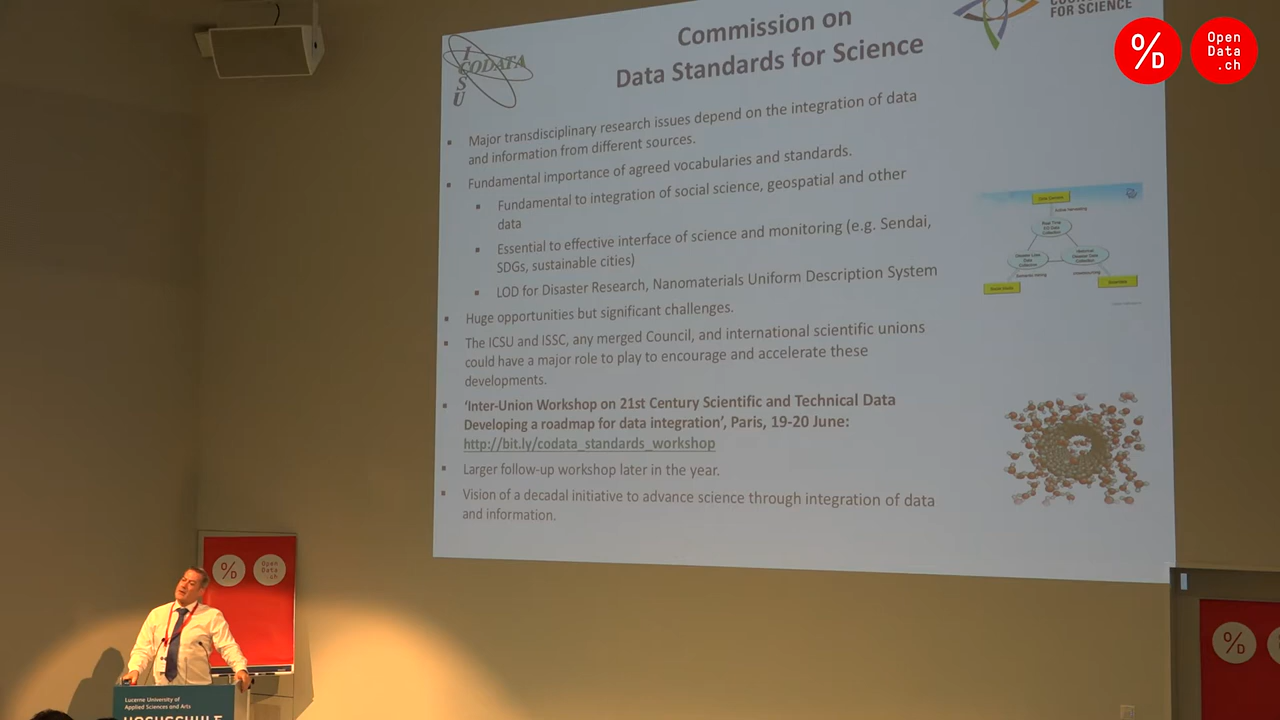 Commission on
Data Standards for Science
ICSU
CODATA
FOR SCIENCE
%/D
Open
Data
.ch
▪ Major transdisciplinary research issues depend on the integration of data
and information from different sources.
▪ Fundamental importance of agreed vocabularies and standards.
▪ Fundamental to integration of social science, geospatial and other
data
▪ Essential to effective interface of science and monitoring (e.g. Sendai,
SDGs, sustainable cities)
▪ LOD for Disaster Research, Nanomaterials Uniform Description System
▪ Huge opportunities but significant challenges.
▪ The ICSU and ISSC, any merged Council, and international scientific unions
could have a major role to play to encourage and accelerate these
developments.
▪ ‘Inter-Union Workshop on 21st Century Scientific and Technical Data
Developing a roadmap for data integration’, Paris, 19-20 June:
http://bit.ly/codata_standards_workshop
▪ Larger follow-up workshop later in the year.
▪ Vision of a decadal initiative to advance science through integration of data
and information.
%/D
Open
Data
.ch
Lucerne University of
Applied Sciences and Arts
HOCHSCHULE
%/D